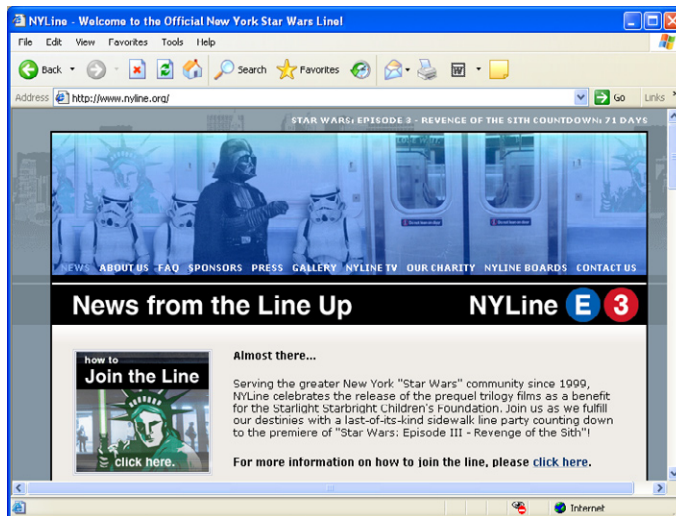 NYLine - Welcome to the Official New York Star Wars Line!
File Edit View Favorites Tools Help
Back Search Favorites
Address http://www.nyline.org/ Go Links
STAR WARS: EPISODE 3 - REVENGE OF THE SITH COUNTDOWN: 71 DAYS
NEWS ABOUT US FAQ SPONSORS PRESS GALLERY NYLINE TV OUR CHARITY NYLINE BOARDS CONTACT US
News from the Line Up NYLine E 3
how to
Join the Line
click here.
Almost there...
Serving the greater New York "Star Wars" community since 1999,
NYLine celebrates the release of the prequel trilogy films as a benefit
for the Starlight Starbright Children's Foundation. Join us as we fulfill
our destinies with a last-of-its-kind sidewalk line party counting down
to the premiere of "Star Wars: Episode III - Revenge of the Sith"!
For more information on how to join the line, please click here.
Internet